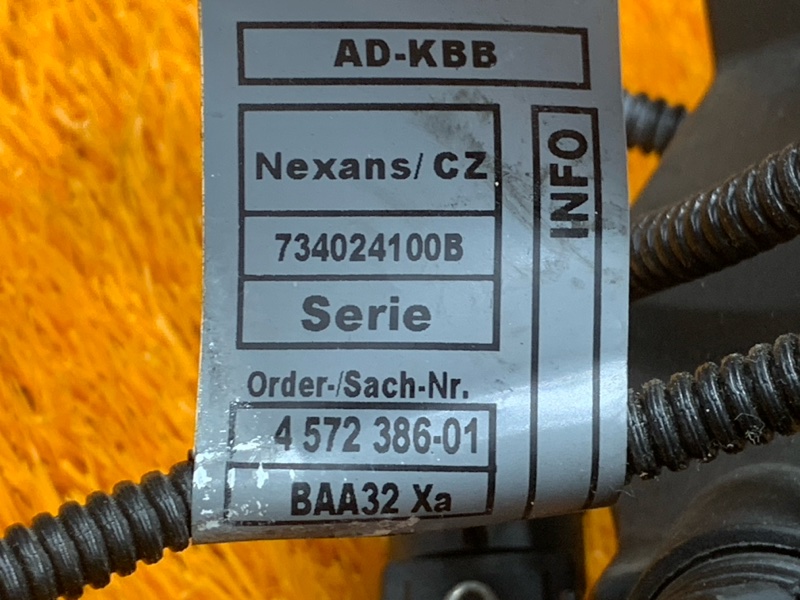 AD-KBB
Nexans/ CZ
734024100B
Serie
INFO
Order-/Sach-Nr.
4 572 386-01
BAA32 Xa